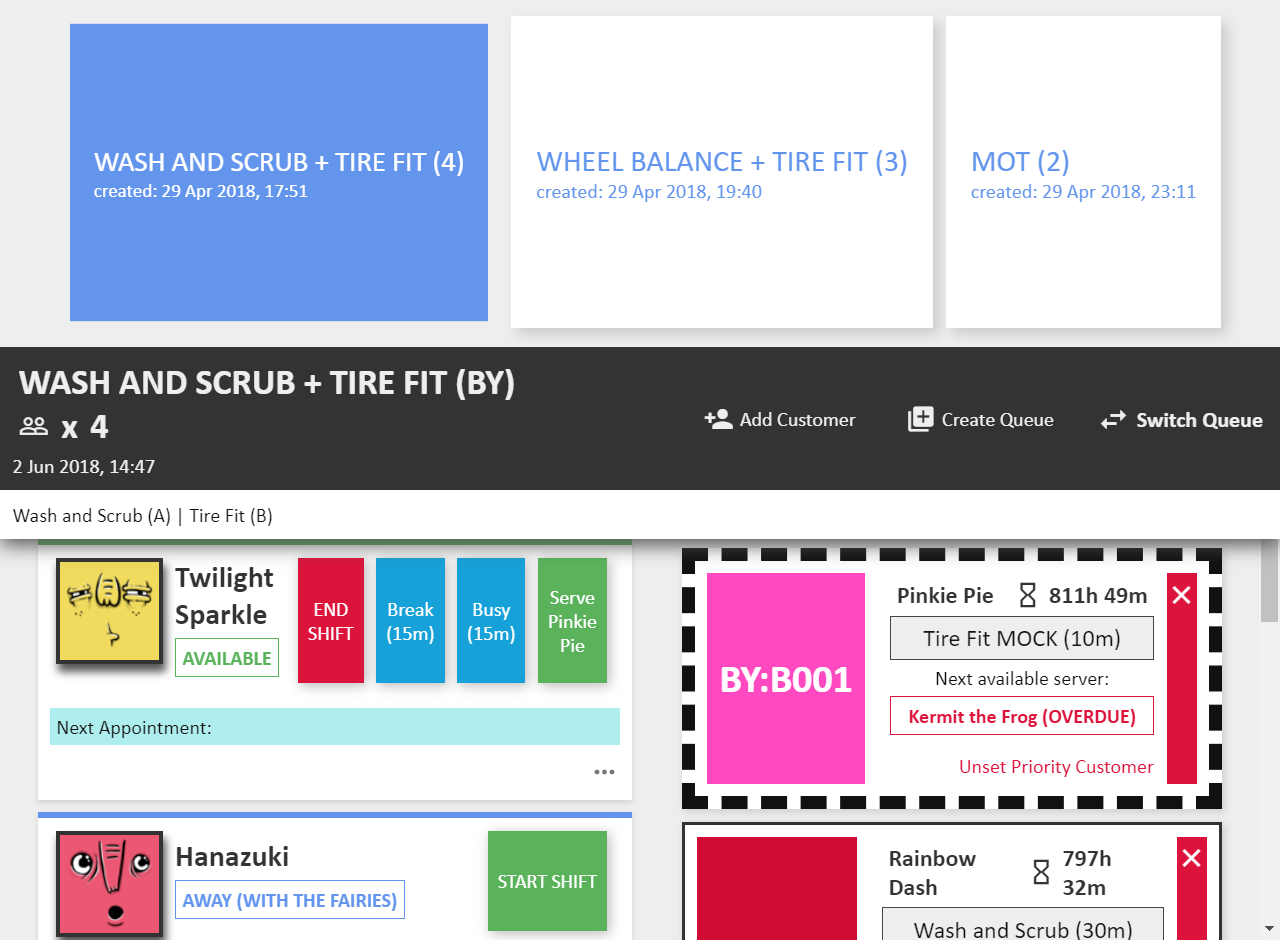 WASH AND SCRUB + TIRE FIT (4)
created: 29 Apr 2018, 17:51
WHEEL BALANCE + TIRE FIT (3)
created: 29 Apr 2018, 19:40
MOT (2)
created: 29 Apr 2018, 23:11
WASH AND SCRUB + TIRE FIT (BY)
x 4
2 Jun 2018, 14:47
Add Customer
Create Queue
Switch Queue
Wash and Scrub (A) | Tire Fit (B)
Twilight
Sparkle
AVAILABLE
END
SHIFT
Break
(15m)
Busy
(15m)
Serve
Pinkie
Pie
Next Appointment:
Hanazuki
AWAY (WITH THE FAIRIES)
START SHIFT
BY:B001
Pinkie Pie
811h 49m
Tire Fit MOCK (10m)
Next available server:
Kermit the Frog (OVERDUE)
Unset Priority Customer
Rainbow
Dash
797h
32m
Wash and Scrub (30m)